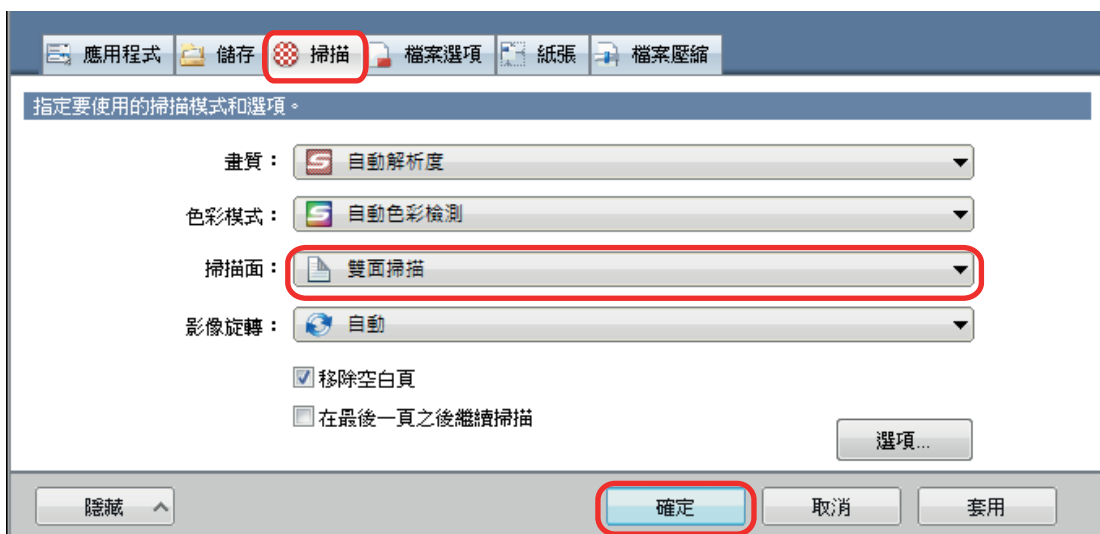 應用程式 儲存 掃描 檔案選項 紙張 檔案壓縮
指定要使用的掃描模式和選項。
畫質： 自動解析度
色彩模式： 自動色彩檢測
掃描面： 雙面掃描
影像旋轉： 自動
移除空白頁
在最後一頁之後繼續掃描
選項...
隱藏 確定 取消 套用